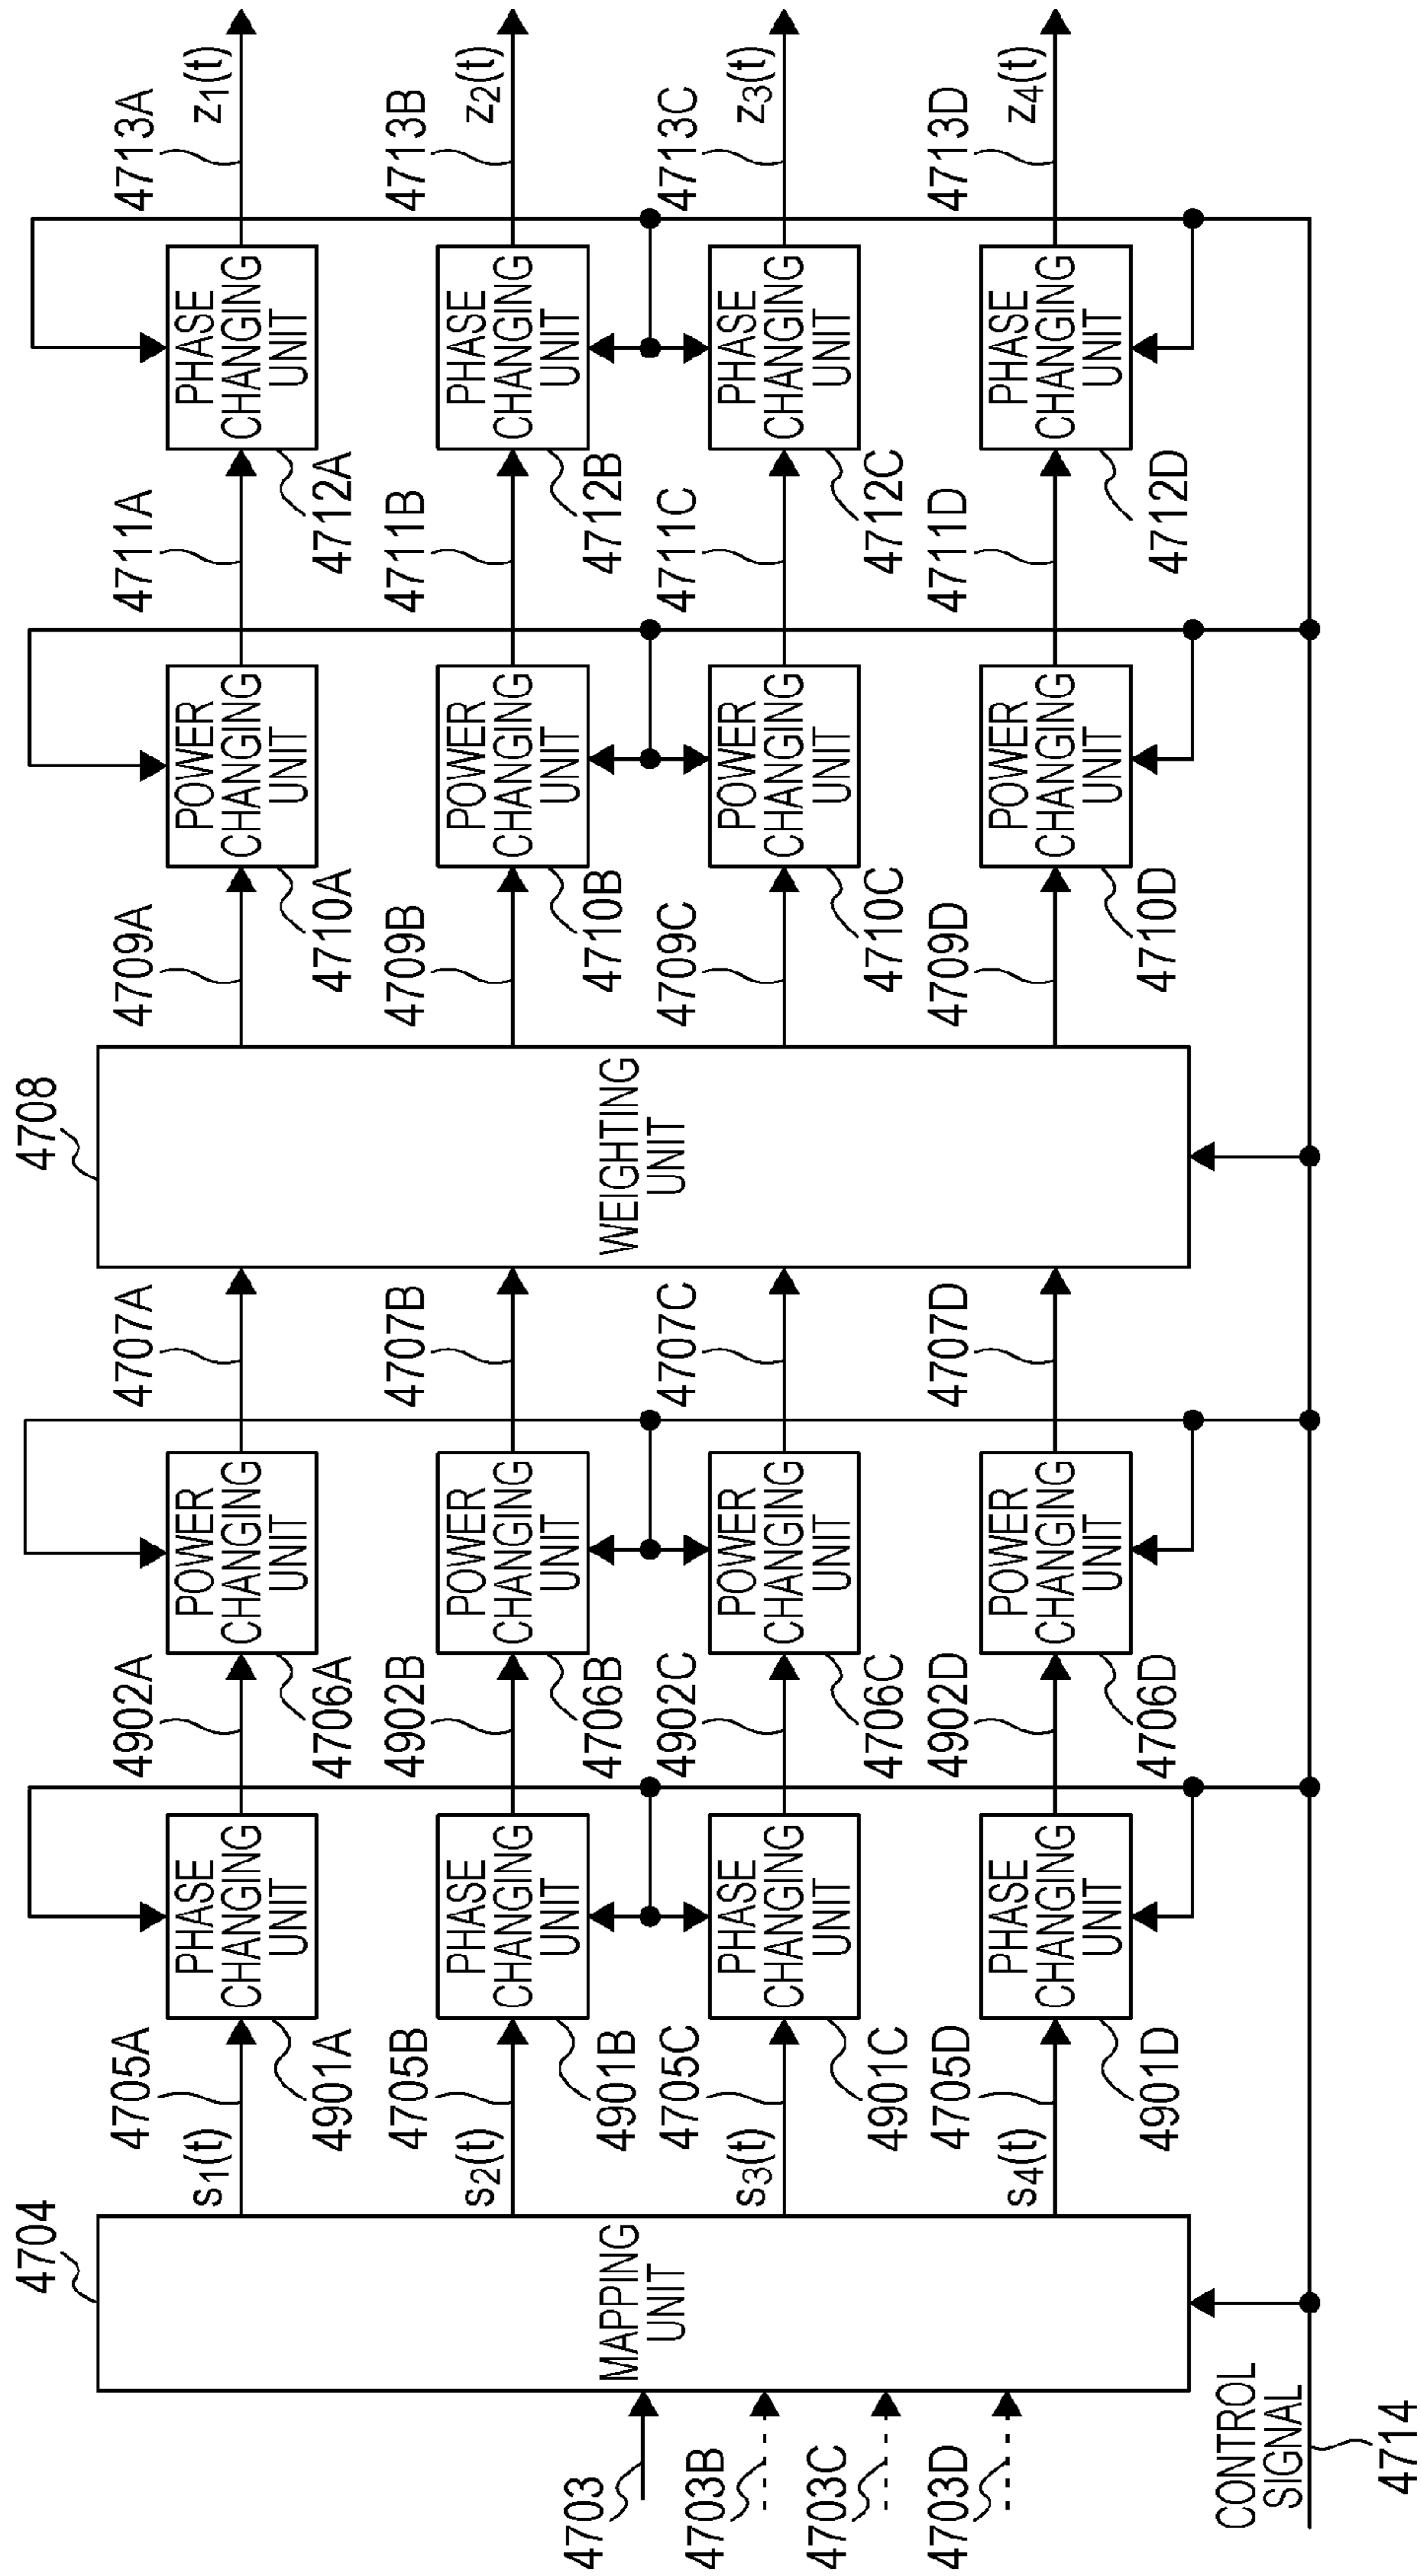 4704
4708
s1(t)
4705A
4902A
4707A
4709A
4711A
4713A
z1(t)
PHASE
CHANGING
UNIT
POWER
CHANGING
UNIT
POWER
CHANGING
UNIT
PHASE
CHANGING
UNIT
4901A
4706A
4710A
4712A
s2(t)
4705B
4902B
4707B
4709B
4711B
4713B
z2(t)
PHASE
CHANGING
UNIT
POWER
CHANGING
UNIT
POWER
CHANGING
UNIT
PHASE
CHANGING
UNIT
4901B
4706B
4710B
4712B
4703
MAPPING
UNIT
WEIGHTING
UNIT
4703B
s3(t)
4705C
4902C
4707C
4709C
4711C
4713C
z3(t)
PHASE
CHANGING
UNIT
POWER
CHANGING
UNIT
POWER
CHANGING
UNIT
PHASE
CHANGING
UNIT
4703C
4901C
4706C
4710C
4712C
4703D
s4(t)
4705D
4902D
4707D
4709D
4711D
4713D
z4(t)
PHASE
CHANGING
UNIT
POWER
CHANGING
UNIT
POWER
CHANGING
UNIT
PHASE
CHANGING
UNIT
4901D
4706D
4710D
4712D
CONTROL
SIGNAL
4714